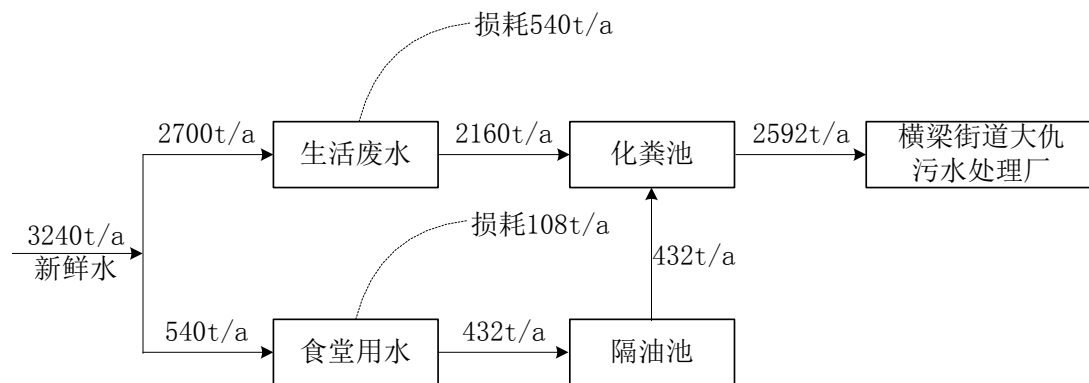 损耗540t/a
2700t/a
生活废水
2160t/a
化粪池
2592t/a
横梁街道大仇
污水处理厂
损耗108t/a
3240t/a
新鲜水
432t/a
540t/a
食堂用水
432t/a
隔油池